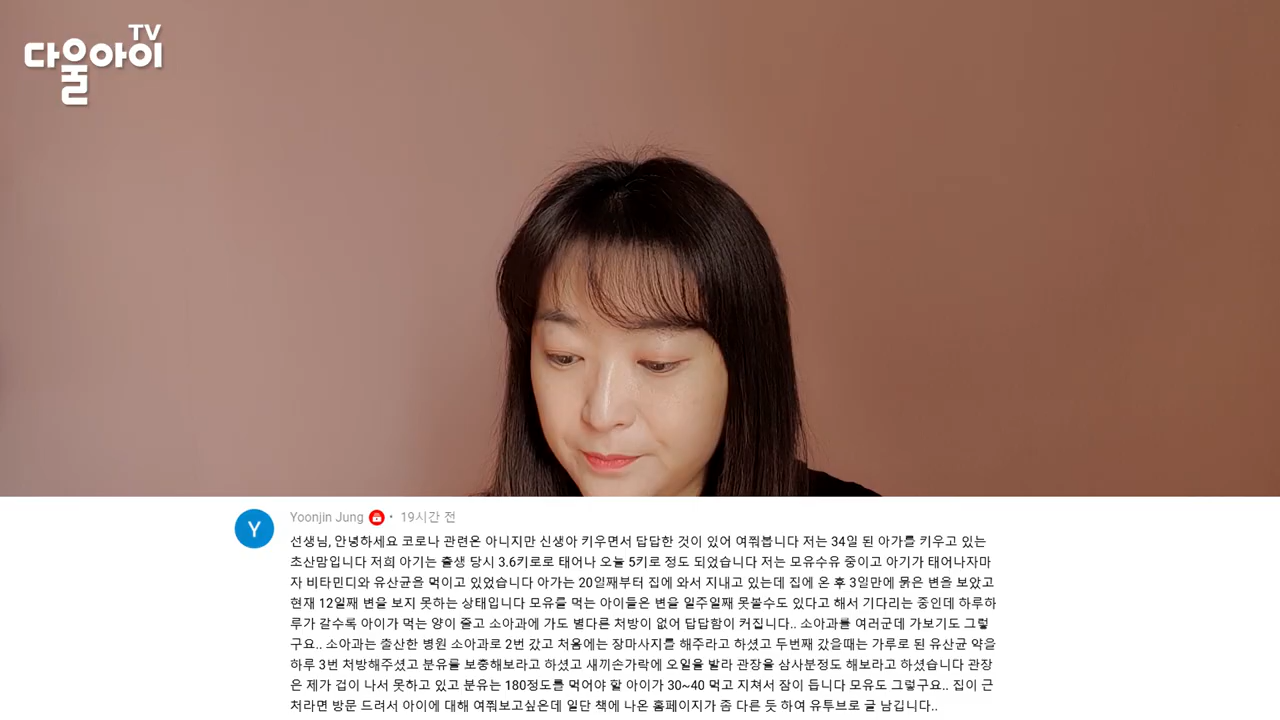 다울아이 TV
Y
Yoonjin Jung · 19시간 전
선생님, 안녕하세요 코로나 관련은 아니지만 신생아 키우면서 답답한 것이 있어 여쭤봅니다 저는 34일 된 아가를 키우고 있는
초산맘입니다 저희 아기는 출생 당시 3.6키로로 태어나 오늘 5키로 정도 되었습니다 저는 모유수유 중이고 아기가 태어나자마
자 비타민디와 유산균을 먹이고 있었습니다 아가는 20일째부터 집에 와서 지내고 있는데 집에 온 후 3일만에 묽은 변을 보았고
현재 12일째 변을 보지 못하는 상태입니다 모유를 먹는 아이들은 변을 일주일째 못볼수도 있다고 해서 기다리는 중인데 하루하
루가 갈수록 아이가 먹는 양이 줄고 소아과에 가도 별다른 처방이 없어 답답함이 커집니다.. 소아과를 여러군데 가보기도 그렇
구요.. 소아과는 출산한 병원 소아과로 2번 갔고 처음에는 장마사지를 해주라고 하셨고 두번째 갔을때는 가루로 된 유산균 약을
하루 3번 처방해주셨고 분유를 보충해보라고 하셨고 새끼손가락에 오일을 발라 관장을 삼사분정도 해보라고 하셨습니다 관장
은 제가 겁이 나서 못하고 있고 분유는 180정도를 먹어야 할 아이가 30~40 먹고 지쳐서 잠이 듭니다 모유도 그렇구요.. 집이 근
처라면 방문 드려서 아이에 대해 여쭤보고싶은데 일단 책에 나온 홈페이지가 좀 다른 듯 하여 유투브로 글 남깁니다..